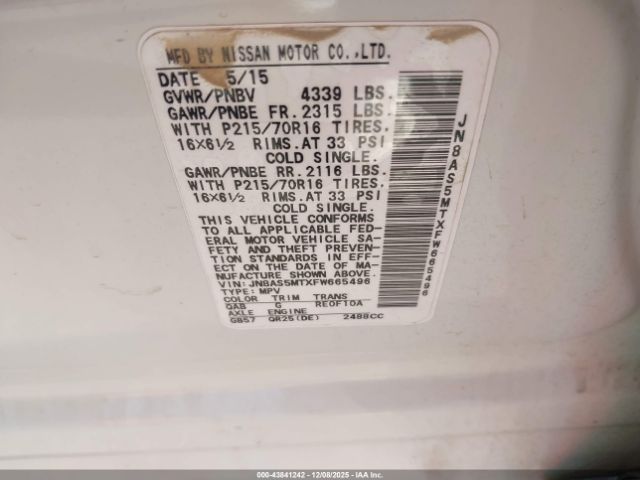 MFD BY NISSAN MOTOR CO.,LTD.
DATE 5/15
GVWR/PNBV 4339 LBS.
GAWR/PNBE FR. 2315 LBS.
WITH P215/70R16 TIRES.
16X6½ RIMS. AT 33 PSI
COLD SINGLE.
GAWR/PNBE RR. 2116 LBS.
WITH P215/70R16 TIRES.
16X6½ RIMS. AT 33 PSI
COLD SINGLE.
THIS VEHICLE CONFORMS
TO ALL APPLICABLE FED-
ERAL MOTOR VEHICLE SA-
FETY AND THEFT PREVEN-
TION STANDARDS IN EFF-
ECT ON THE DATE OF MA-
NUFACTURE SHOWN ABOVE.
VIN: JN8AS5MTXFW665496
TYPE: MPV
COLOR TRIM TRANS
GAB G RE0F10A
AXLE ENGINE
GB57 QR25(DE) 2488CC
JN8AS5MTXFW665496
000-43841242 | 12/08/2025 - IAA, Inc.